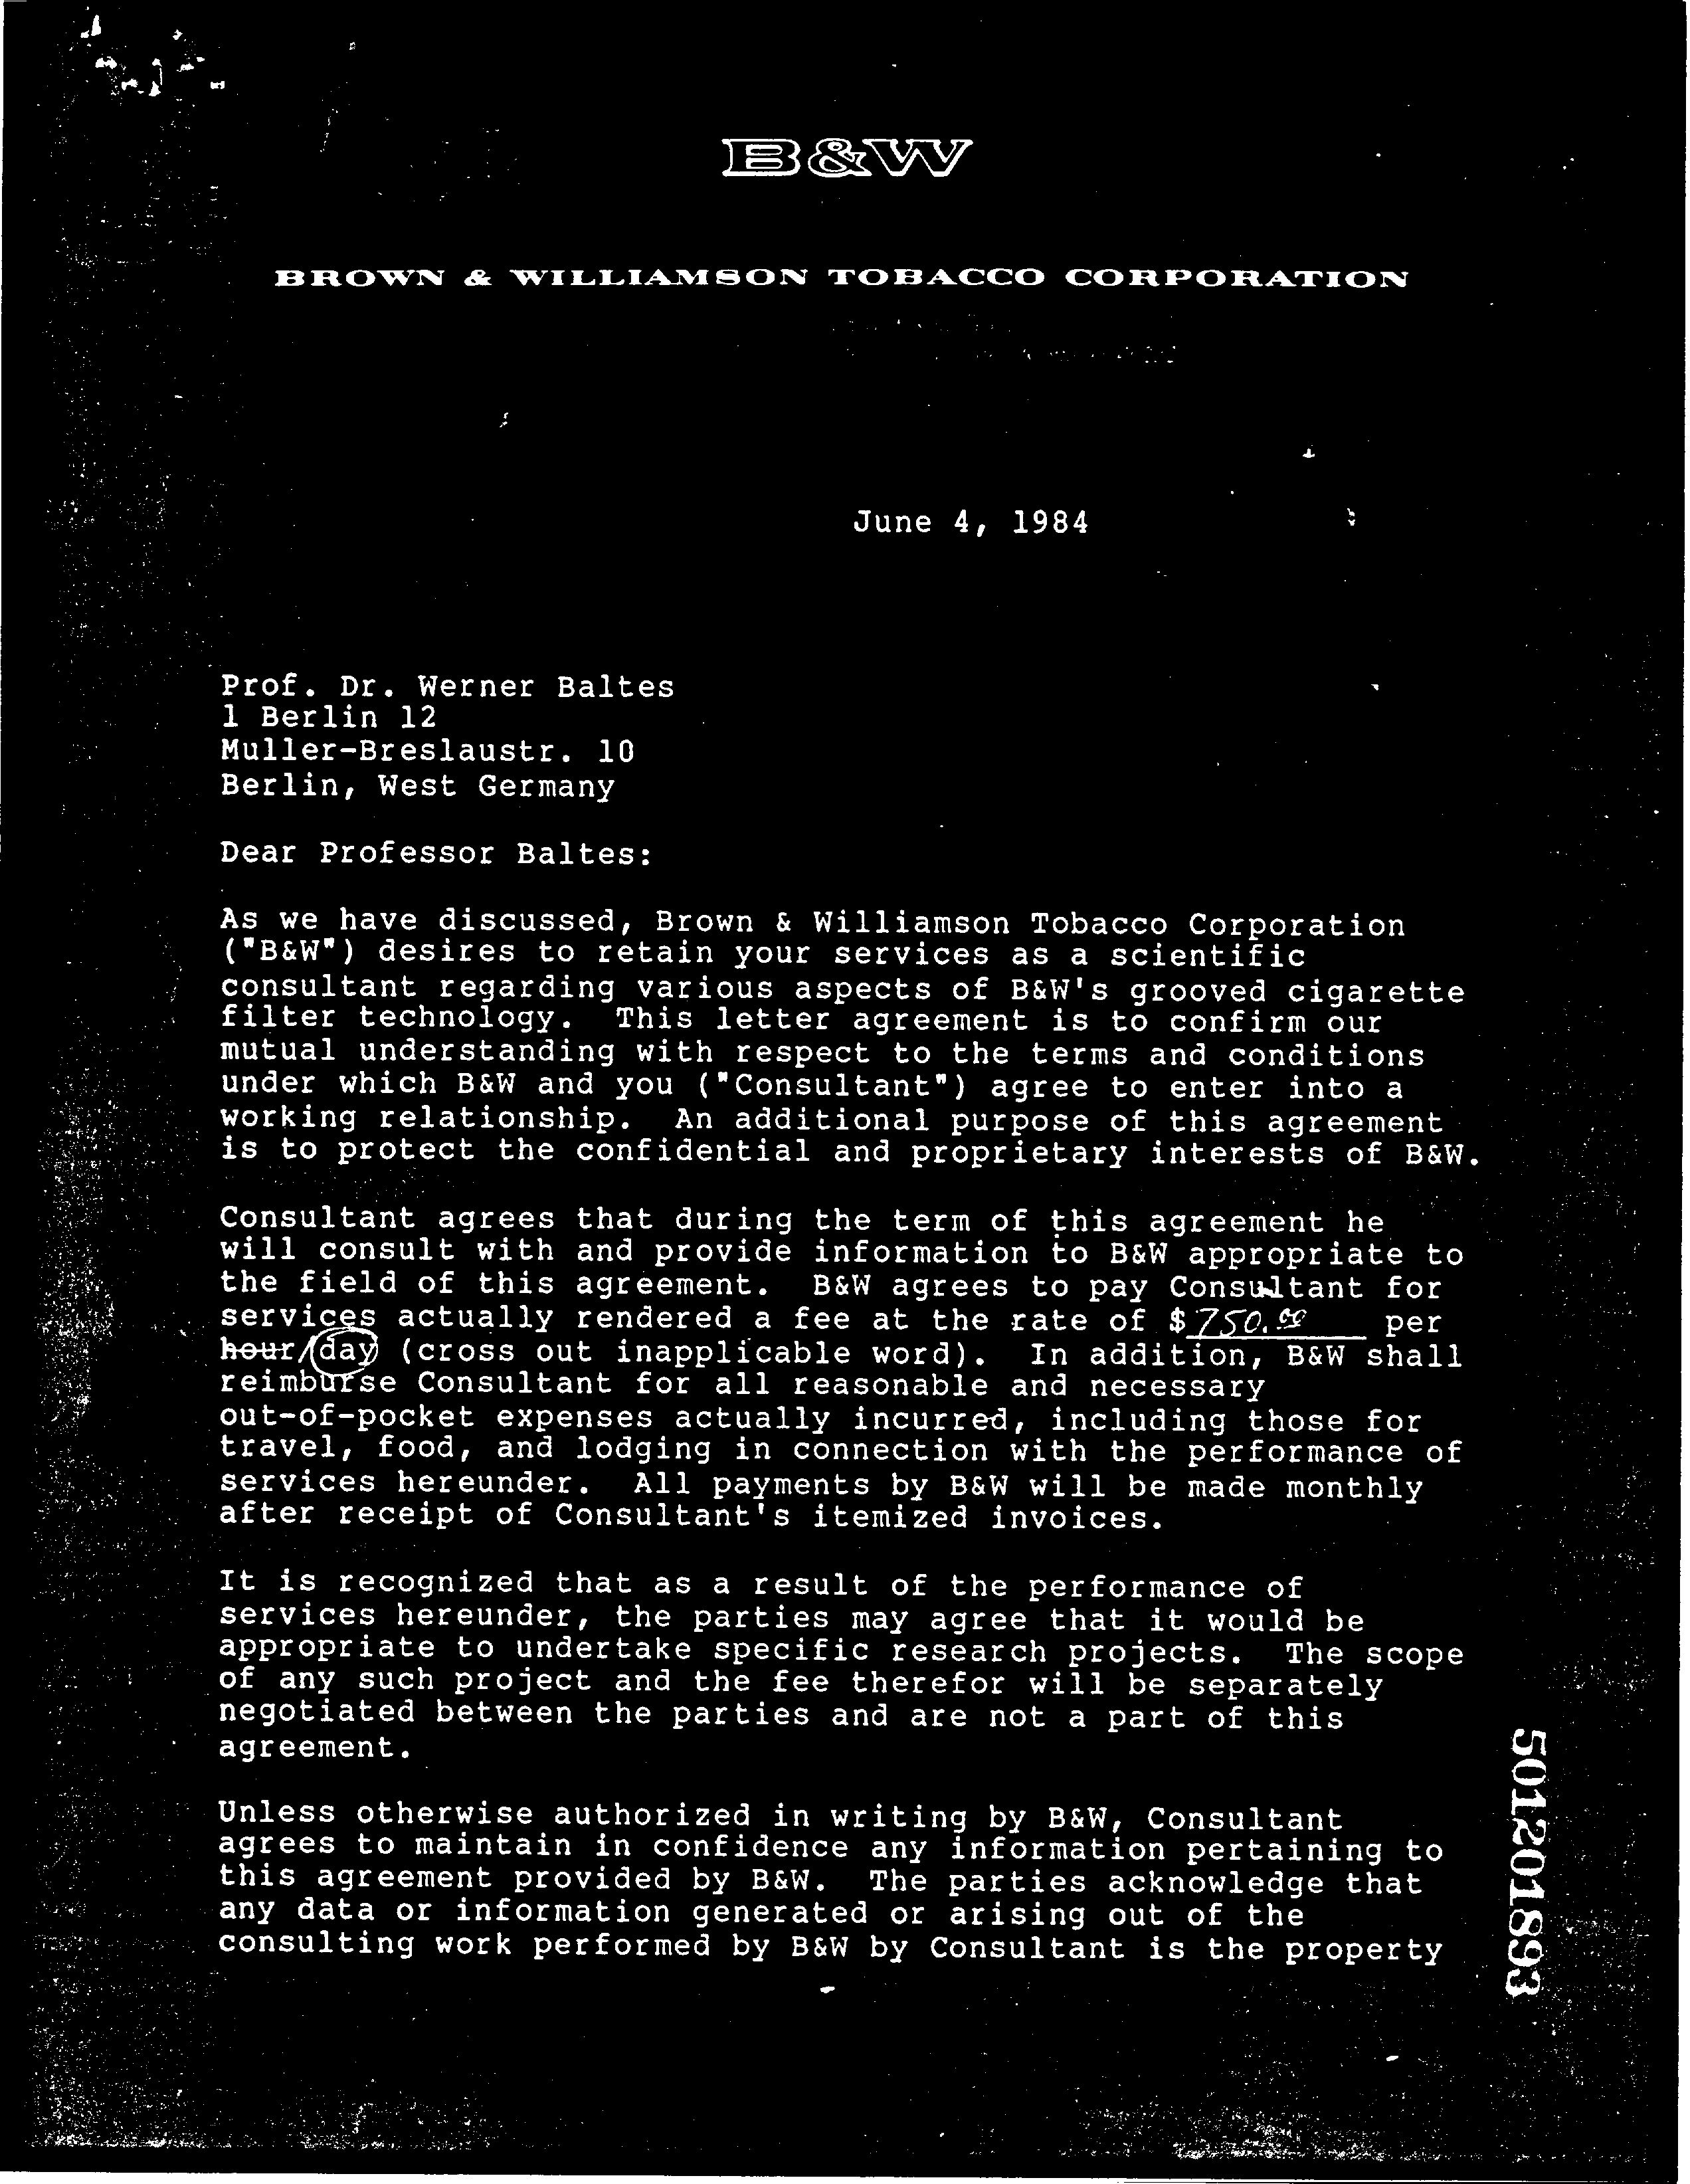 B&W
BROWN & WILLIAMSON TOBACCO CORPORATION
June 4, 1984
Prof. Dr. Werner Baltes
1 Berlin 12
Muller-Breslaustr. 10
Berlin, West Germany
Dear Professor Baltes:
As we have discussed, Brown & Williamson Tobacco Corporation
("B&W") desires to retain your services as a scientific
consultant regarding various aspects of B&W's grooved cigarette
filter technology. This letter agreement is to confirm our
mutual understanding with respect to the terms and conditions
under which B&W and you ("Consultant") agree to enter into a
working relationship. An additional purpose of this agreement
is to protect the confidential and proprietary interests of B&W.
Consultant agrees that during the term of this agreement he
will consult with and provide information to B&W appropriate to
the field of this agreement. B&W agrees to pay Consultant for
services actually rendered a fee at the rate of $750.00 per
hour/day (cross out inapplicable word). In addition, B&W shall
reimburse Consultant for all reasonable and necessary
out-of-pocket expenses actually incurred, including those for
travel, food, and lodging in connection with the performance of
services hereunder. All payments by B&W will be made monthly
after receipt of Consultant's itemized invoices.
It is recognized that as a result of the performance of
services hereunder, the parties may agree that it would be
appropriate to undertake specific research projects. The scope
of any such project and the fee therefor will be separately
negotiated between the parties and are not a part of this
agreement.
Unless otherwise authorized in writing by B&W, Consultant
agrees to maintain in confidence any information pertaining to
this agreement provided by B&W. The parties acknowledge that
any data or information generated or arising out of the
consulting work performed by B&W by Consultant is the property
501201893